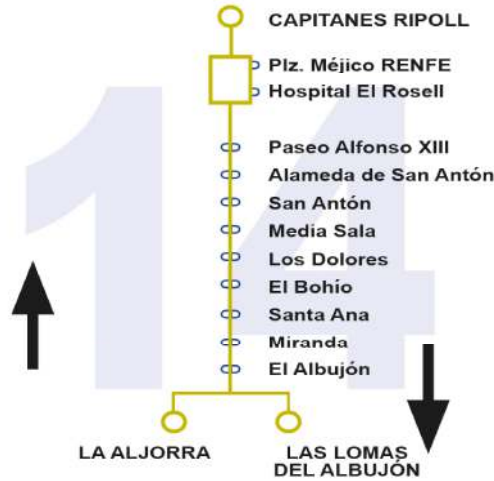 14
CAPITANES RIPOLL
Plz. Méjico RENFE
Hospital El Rosell
Paseo Alfonso XIII
Alameda de San Antón
San Antón
Media Sala
Los Dolores
El Bohío
Santa Ana
Miranda
El Albujón
LA ALJORRA
LAS LOMAS
DEL ALBUJÓN